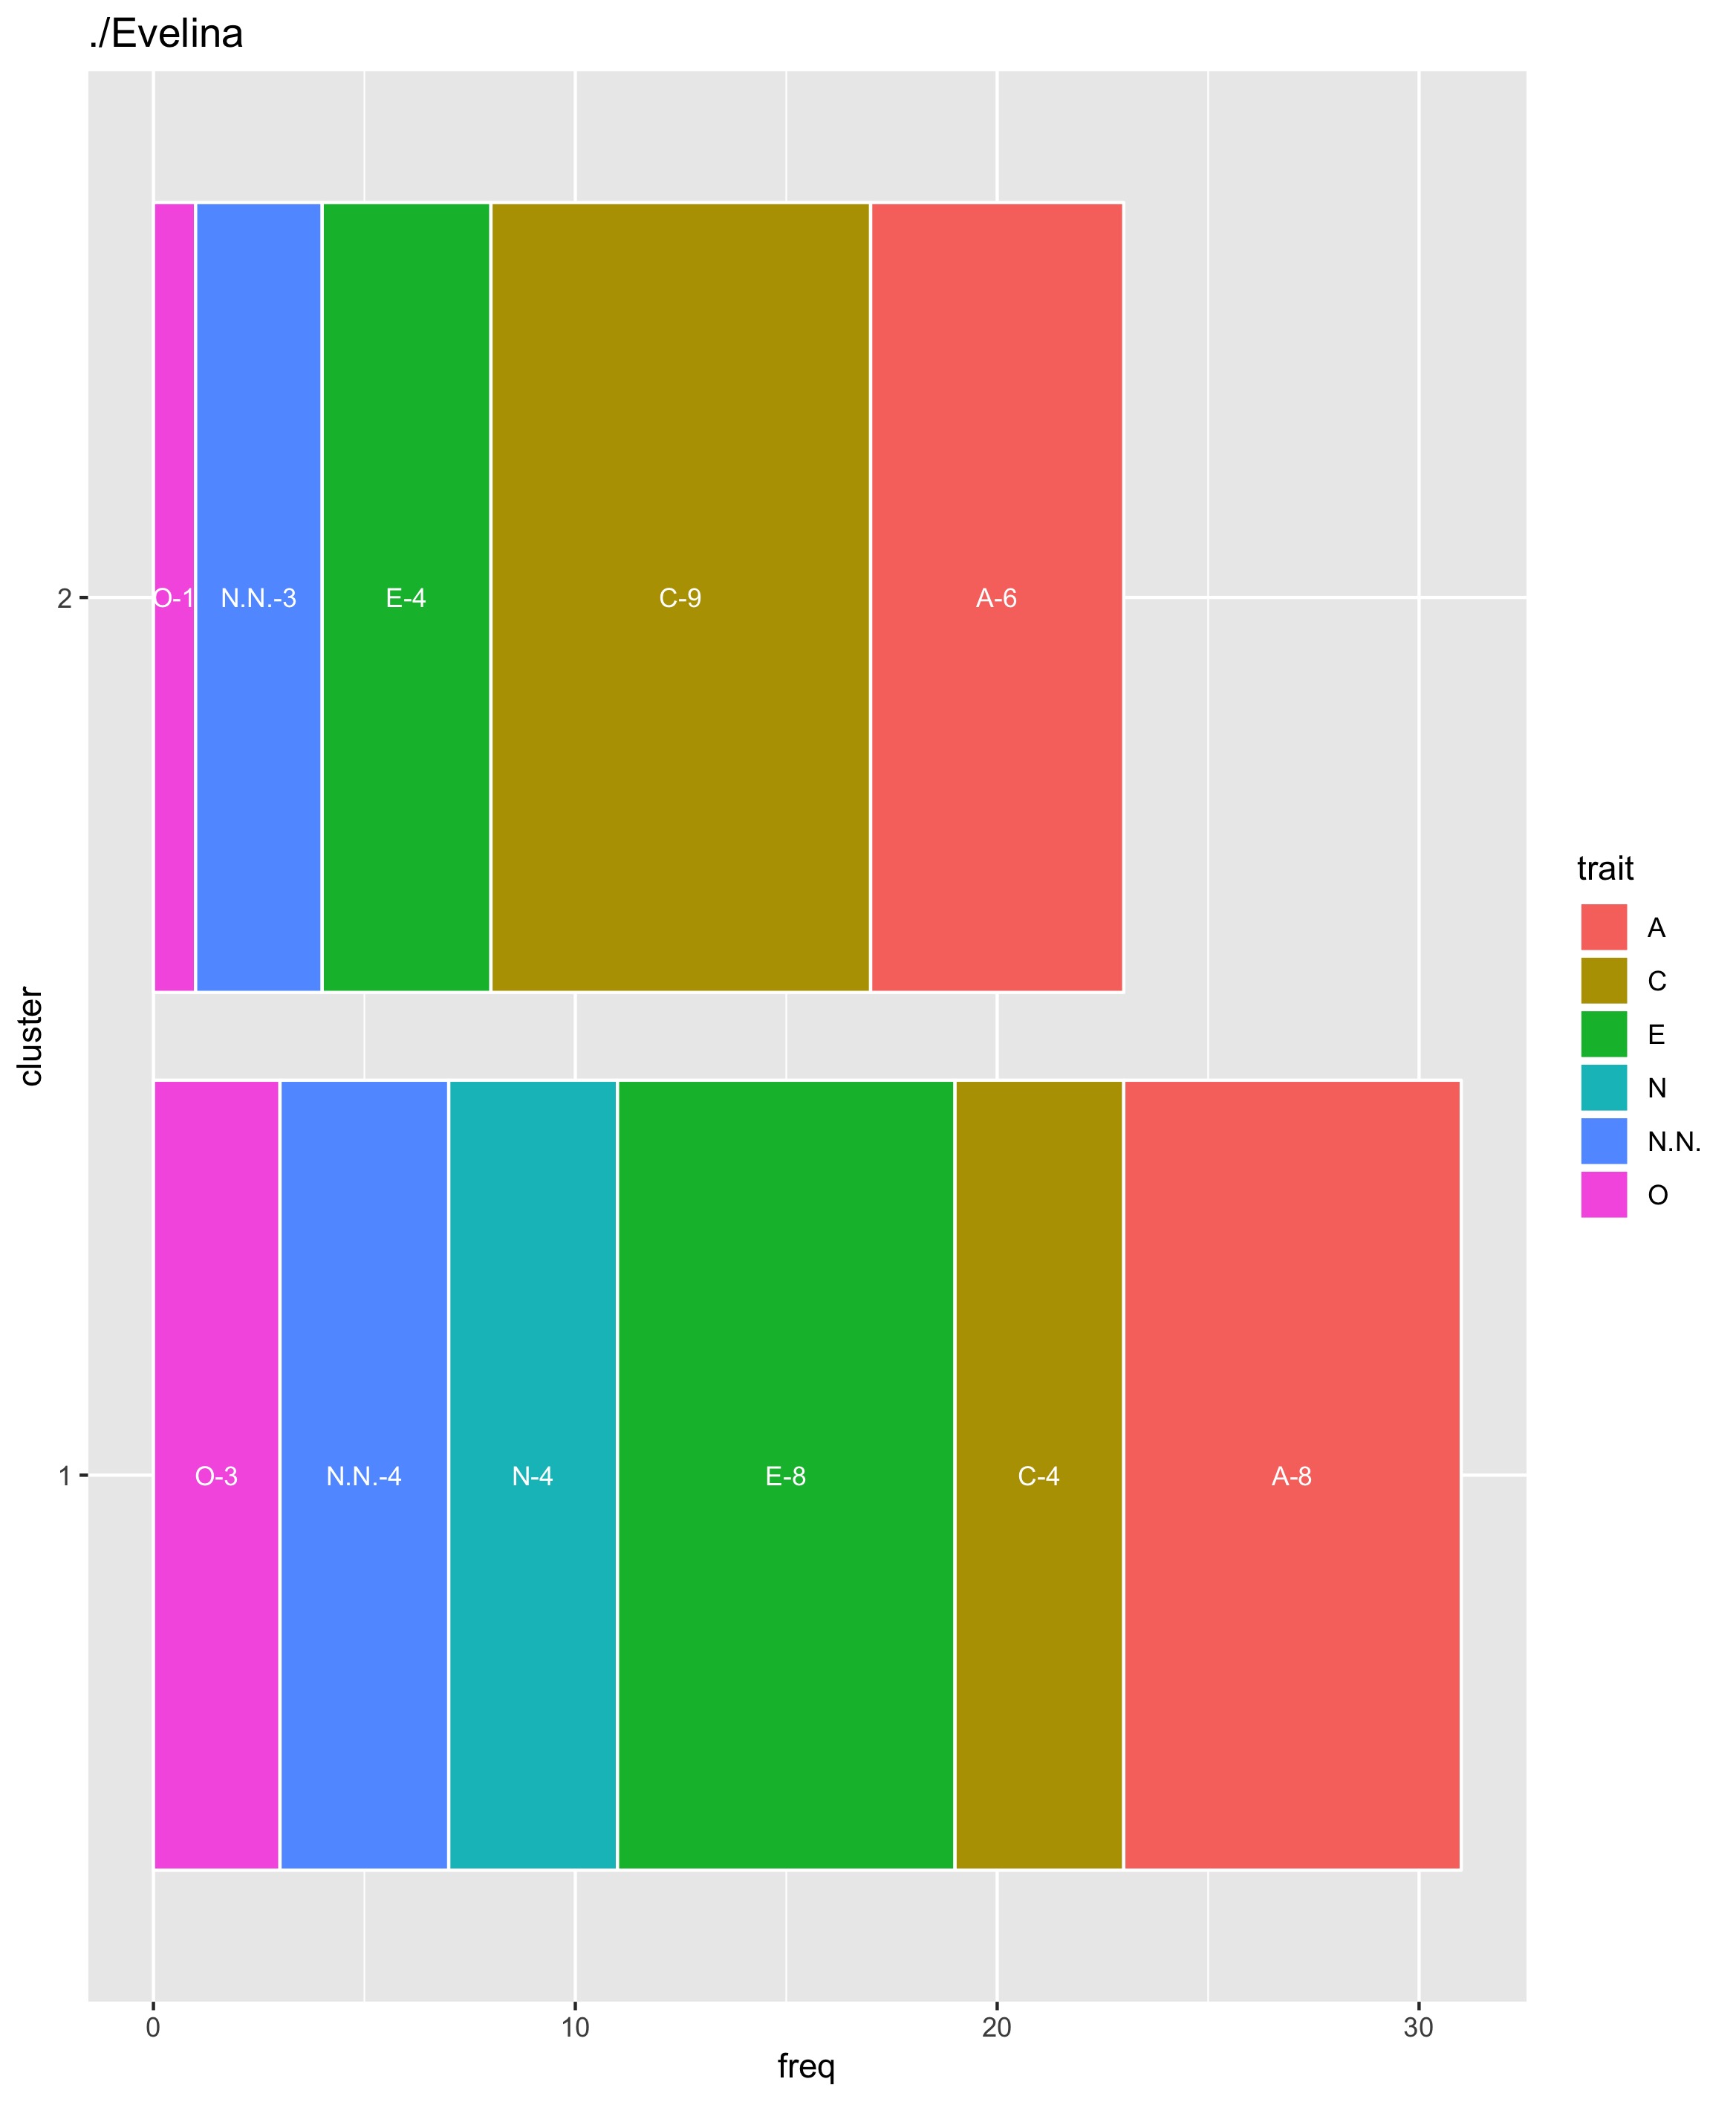 ./Evelina
cluster
2
O-1 N.N.-3 E-4 C-9 A-6
1
O-3 N.N.-4 N-4 E-8 C-4 A-8
0 10 20 30
freq
trait
A
C
E
N
N.N.
O